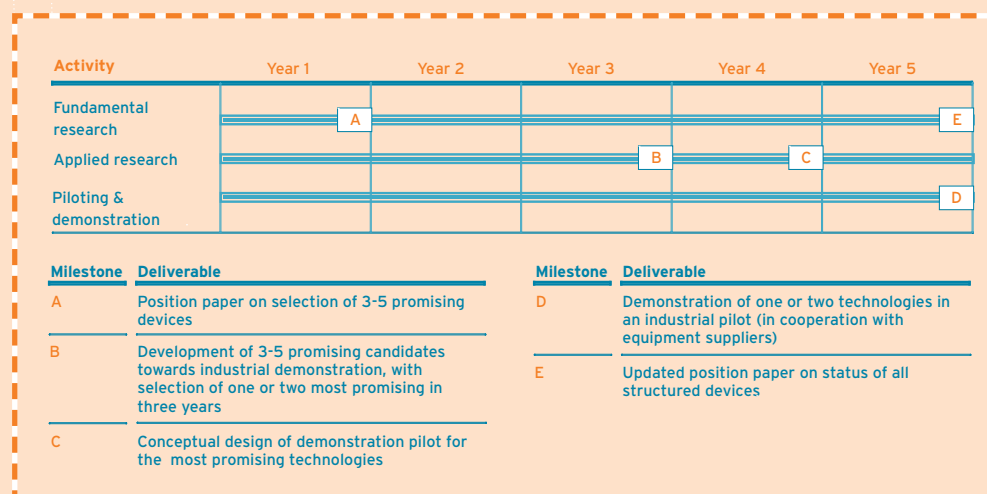 Activity Year 1 Year 2 Year 3 Year 4 Year 5
Fundamental
research
A E
Applied research B C
Piloting &
demonstration
D
Milestone Deliverable
A Position paper on selection of 3-5 promising
devices
B Development of 3-5 promising candidates
towards industrial demonstration, with
selection of one or two most promising in
three years
C Conceptual design of demonstration pilot for
the most promising technologies
Milestone Deliverable
D Demonstration of one or two technologies in
an industrial pilot (in cooperation with
equipment suppliers)
E Updated position paper on status of all
structured devices